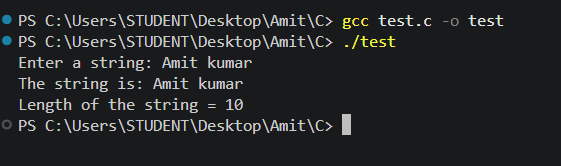 PS C:\Users\STUDENT\Desktop\Amit\C> gcc test.c -o test
PS C:\Users\STUDENT\Desktop\Amit\C> ./test
Enter a string: Amit kumar
The string is: Amit kumar
Length of the string = 10
PS C:\Users\STUDENT\Desktop\Amit\C>